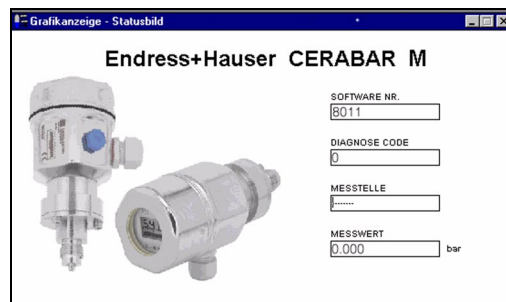 Grafikanzeige - Statusbild
Endress+Hauser CERABAR M
SOFTWARE NR.
8011
DIAGNOSE CODE
0
MESSTELLE
-------
MESSWERT
0.000 bar